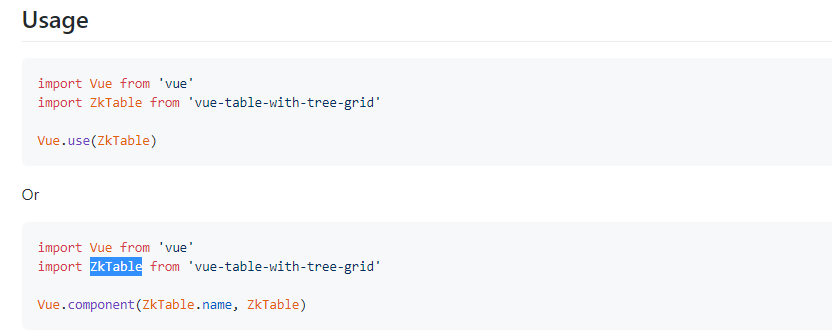 Usage
import Vue from 'vue'
import ZkTable from 'vue-table-with-tree-grid'
Vue.use(ZkTable)
Or
import Vue from 'vue'
import ZkTable from 'vue-table-with-tree-grid'
Vue.component(ZkTable.name, ZkTable)